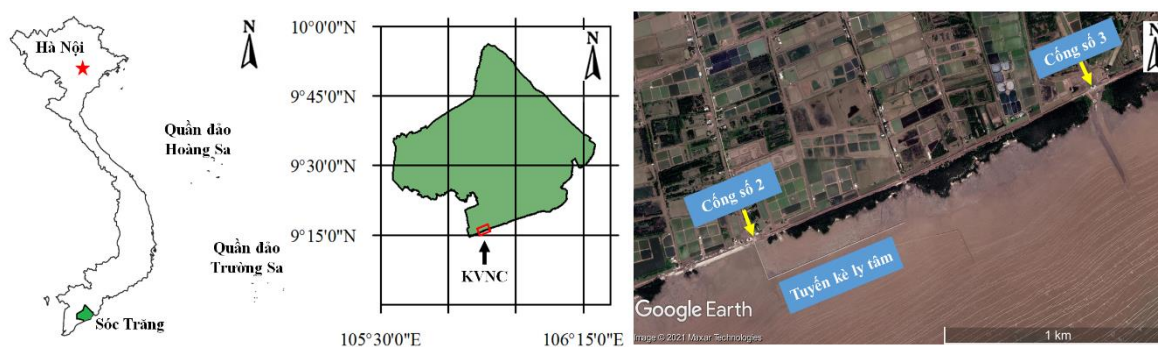 Hà Nội
N
Quần đảo
Hoàng Sa
Quần đảo
Trường Sa
Sóc Trăng
10°0'0"N
9°45'0"N
9°30'0"N
9°15'0"N
N
KVNC
105°30'0"E
106°15'0"E
N
Cống số 3
Cống số 2
Tuyến kè ly tâm
Google Earth
Image © 2021 Maxar Technologies
1 km